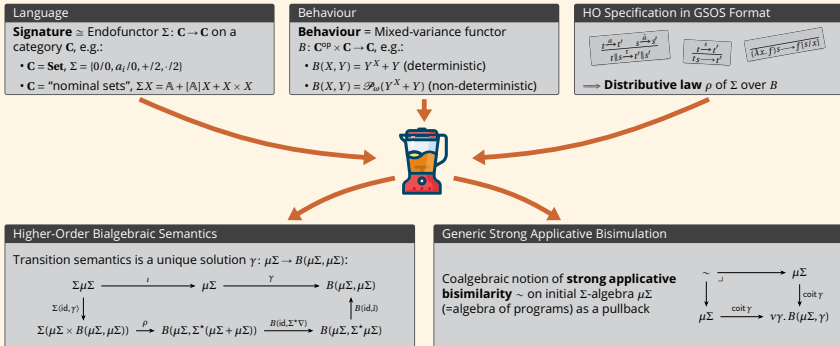 Language
Signature ≅ Endofunctor Σ: C → C on a
category C, e.g.:
• C = Set, Σ = {0/0, aᵢ/0, +/2, ·/2}
• C = “nominal sets”, ΣX = 𝔸 + [𝔸]X + X × X
Behaviour
Behaviour = Mixed-variance functor
B: Cᵒᵖ × C → C, e.g.:
• B(X, Y) = Y^X + Y (deterministic)
• B(X, Y) = 𝒫_ω(Y^X + Y) (non-deterministic)
HO Specification in GSOS Format
t →a t′ s →ā s′
t∥s →τ t′∥s′
t →s t′
t s → t′
(λx.f)s → f[s/x]
⟹ Distributive law ρ of Σ over B
Higher-Order Bialgebraic Semantics
Transition semantics is a unique solution γ: μΣ → B(μΣ, μΣ):
ΣμΣ ι μΣ γ B(μΣ, μΣ)
Σ⟨id,γ⟩ B(id,ι̂)
Σ(μΣ × B(μΣ, μΣ)) ρ B(μΣ, Σ*(μΣ + μΣ)) B(id,Σ*∇) B(μΣ, Σ*μΣ)
Generic Strong Applicative Bisimulation
Coalgebraic notion of strong applicative
bisimilarity ~ on initial Σ-algebra μΣ
(=algebra of programs) as a pullback
~ μΣ
coit γ
μΣ coit γ νγ. B(μΣ, γ)